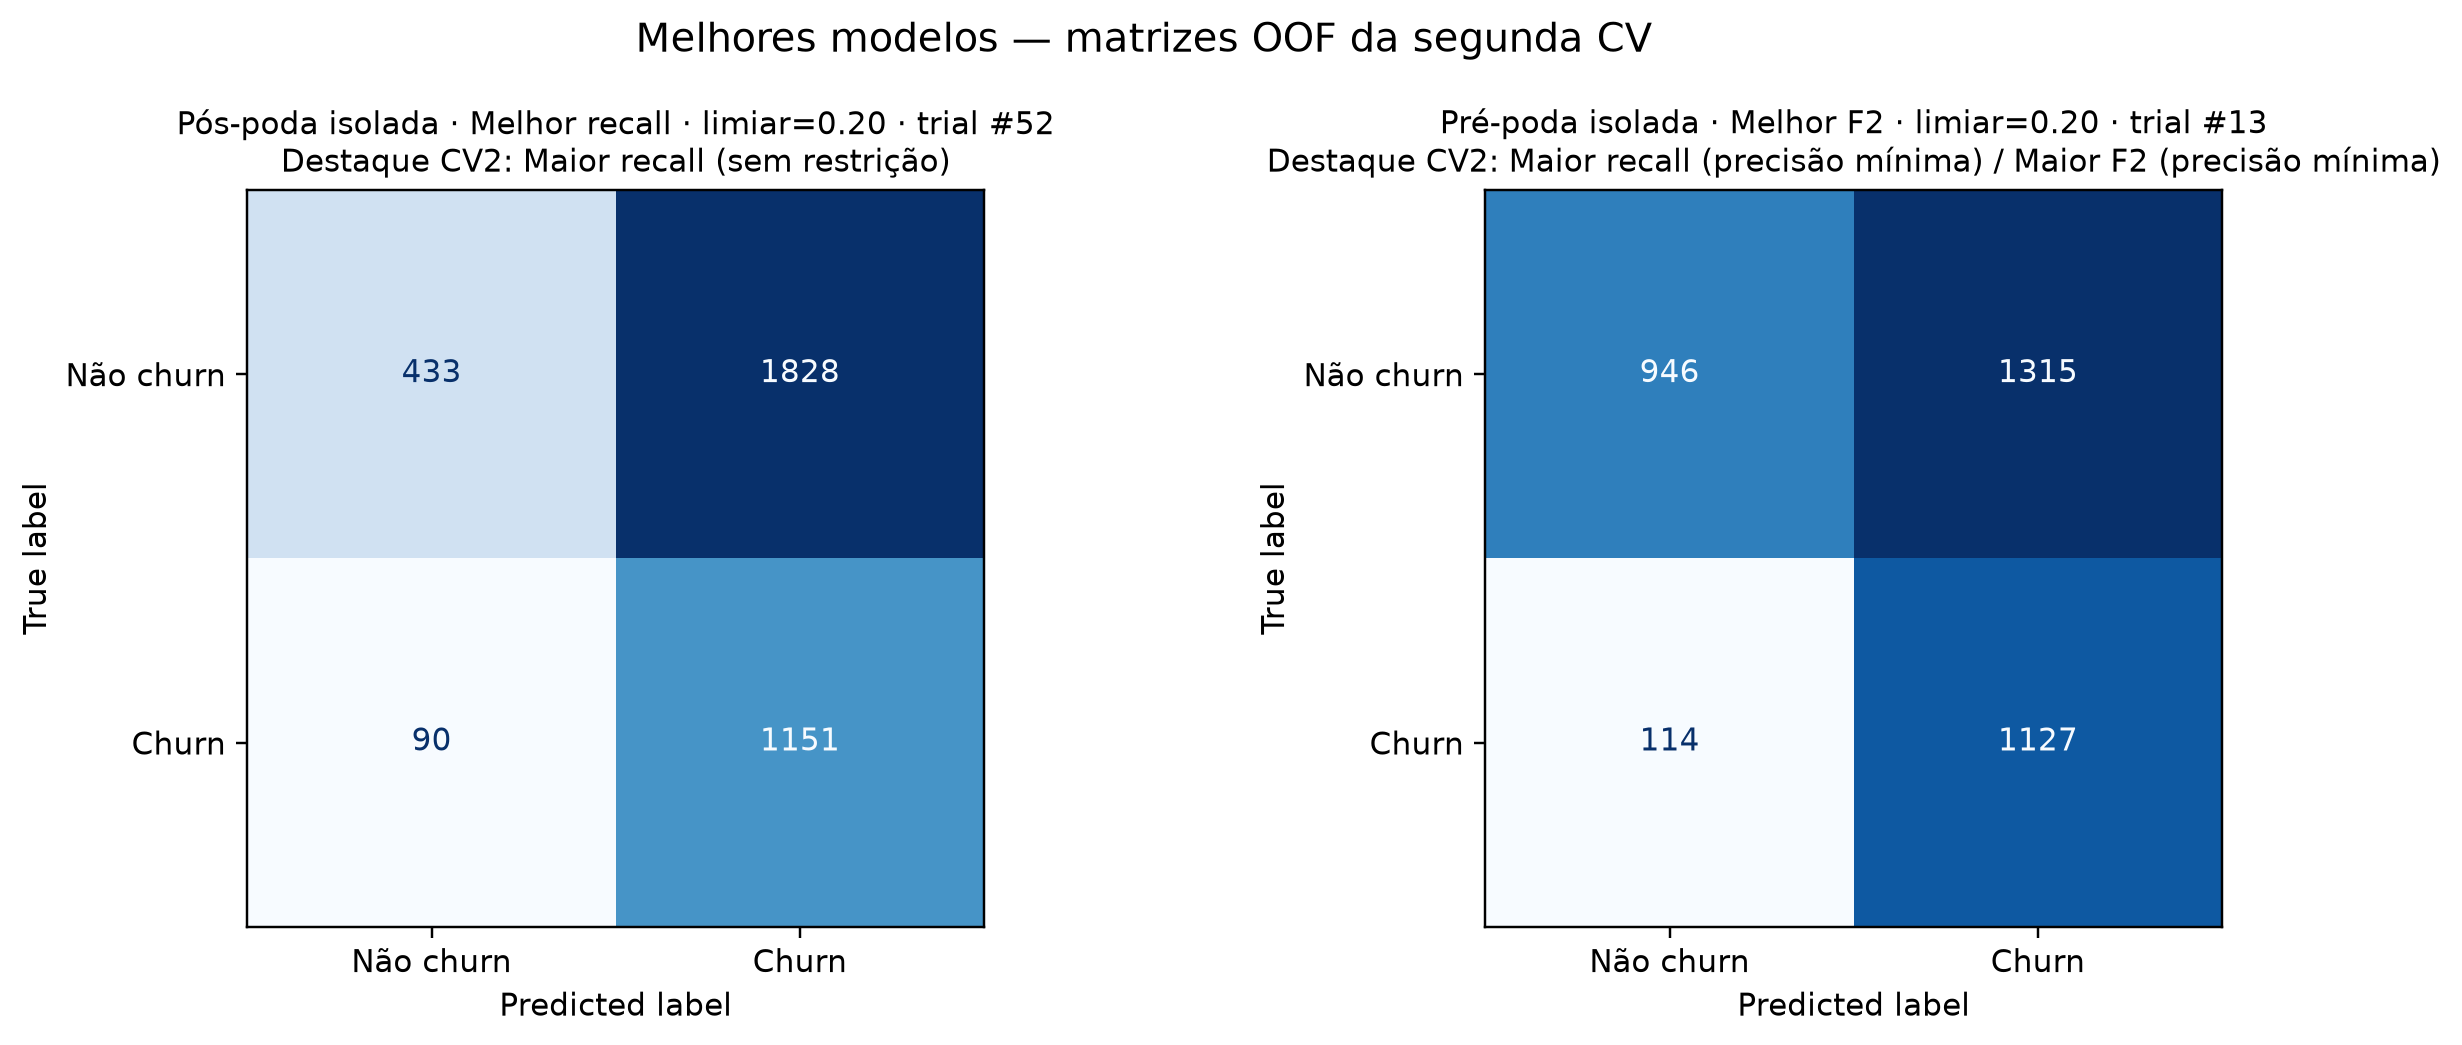 Melhores modelos — matrizes OOF da segunda CV
Pós-poda isolada · Melhor recall · limiar=0.20 · trial #52
Destaque CV2: Maior recall (sem restrição)
True label
Não churn
433
1828
Churn
90
1151
Não churn
Churn
Predicted label
Pré-poda isolada · Melhor F2 · limiar=0.20 · trial #13
Destaque CV2: Maior recall (precisão mínima) / Maior F2 (precisão mínima)
True label
Não churn
946
1315
Churn
114
1127
Não churn
Churn
Predicted label